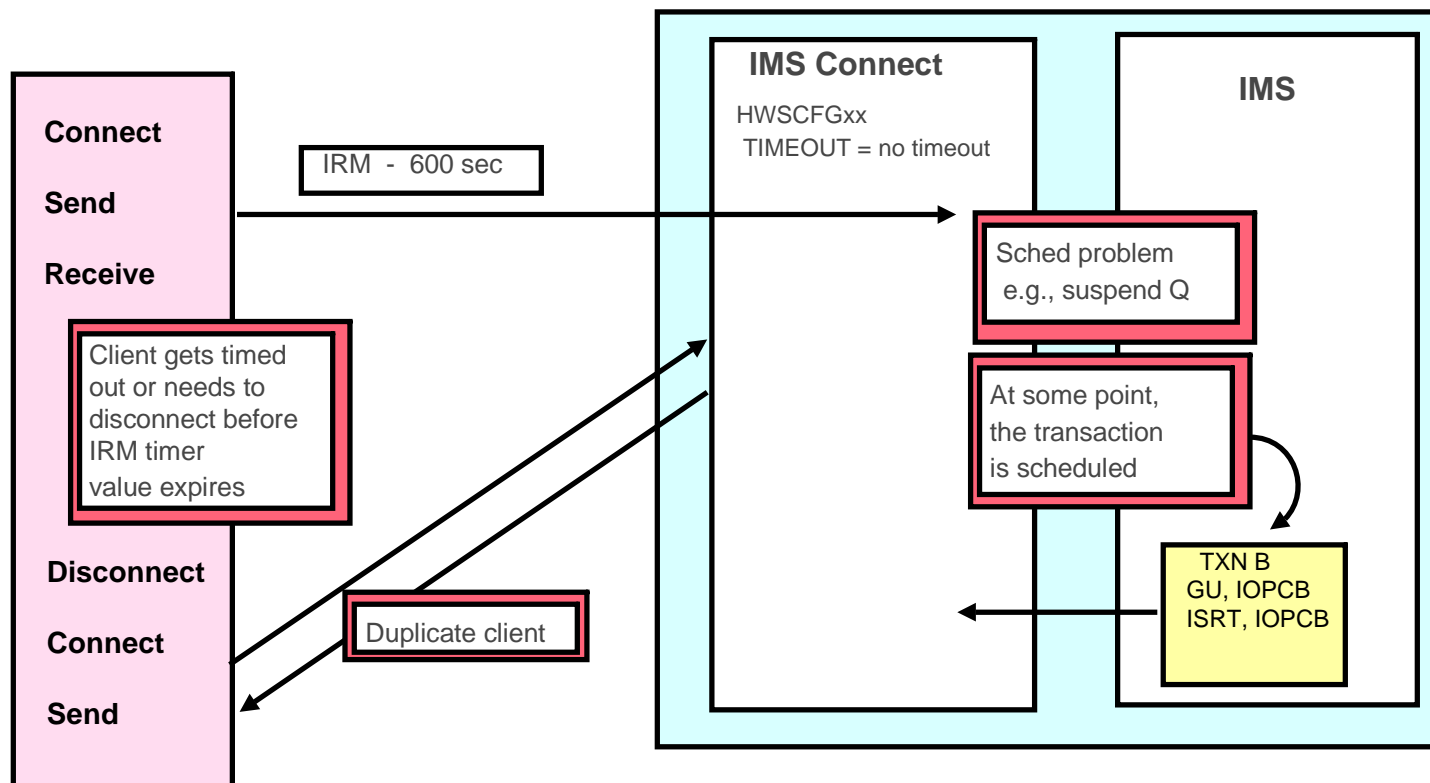 Connect
Send
Receive
Client gets timed
out or needs to
disconnect before
IRM timer
value expires
Disconnect
Connect
Send
IRM - 600 sec
Duplicate client
IMS Connect
HWSCFGxx
TIMEOUT = no timeout
IMS
Sched problem
e.g., suspend Q
At some point,
the transaction
is scheduled
TXN B
GU, IOPCB
ISRT, IOPCB